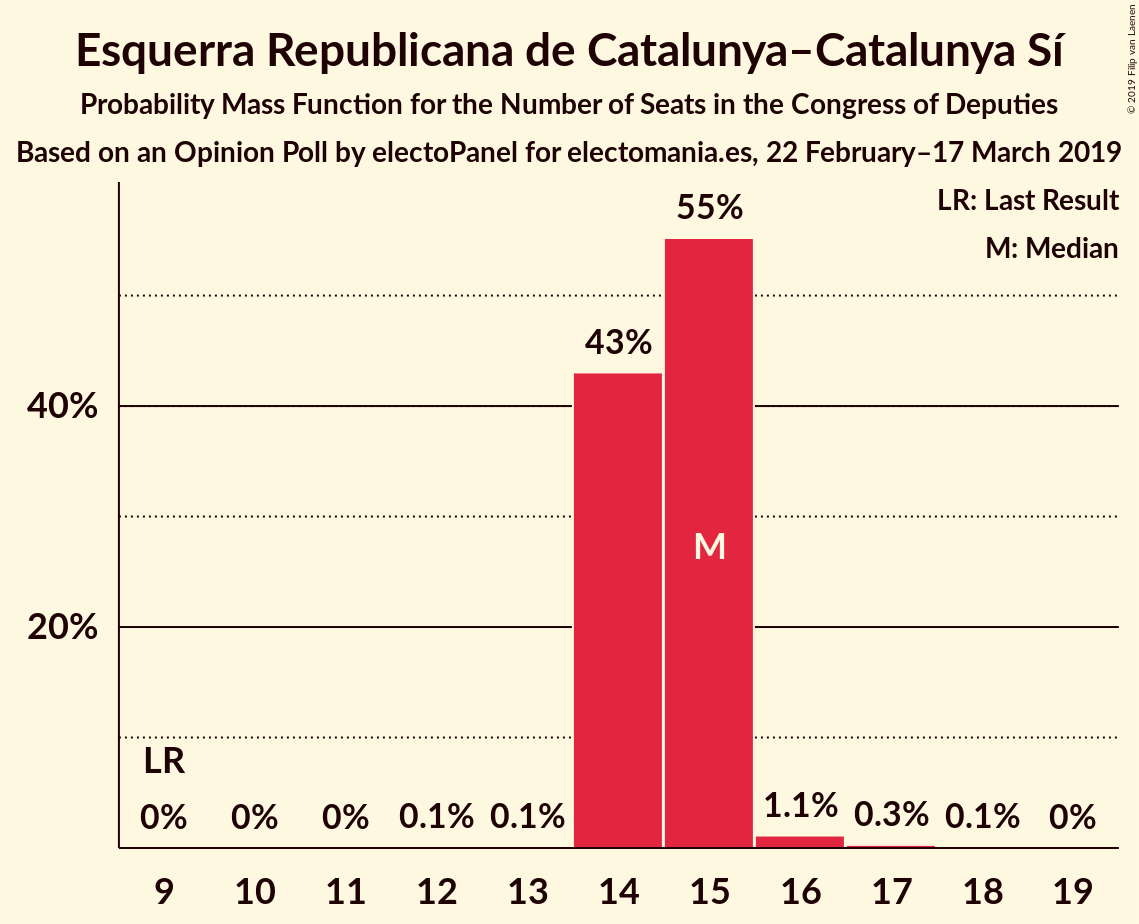 Esquerra Republicana de Catalunya–Catalunya Sí
Probability Mass Function for the Number of Seats in the Congress of Deputies
Based on an Opinion Poll by electoPanel for electomania.es, 22 February–17 March 2019
© 2019 Filip van Laenen
LR: Last Result
M: Median
55%
43%
40%
M
20%
LR
0% 0% 0% 0.1% 0.1% 1.1% 0.3% 0.1% 0%
9 10 11 12 13 14 15 16 17 18 19